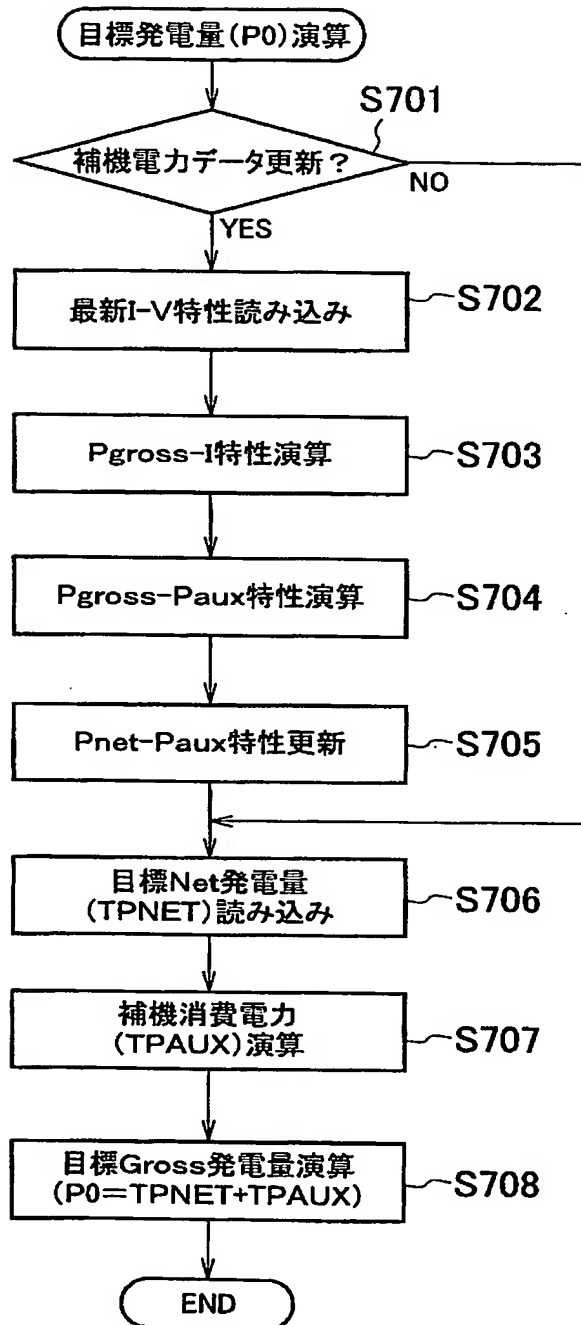 目標発電量(P0)演算
S701
補機電力データ更新？
NO
YES
最新I-V特性読み込み
S702
Pgross-I特性演算
S703
Pgross-Paux特性演算
S704
Pnet-Paux特性更新
S705
目標Net発電量
(TPNET)読み込み
S706
補機消費電力
(TPAUX)演算
S707
目標Gross発電量演算
(P0=TPNET+TPAUX)
S708
END